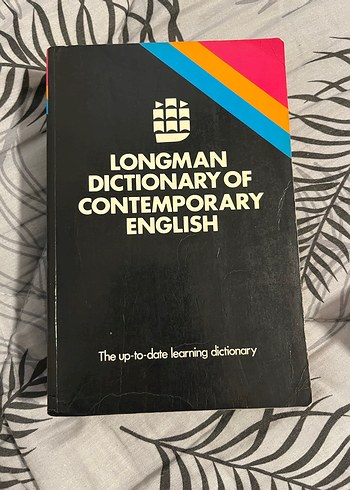 LONGMAN
DICTIONARY OF
CONTEMPORARY
ENGLISH
The up-to-date learning dictionary